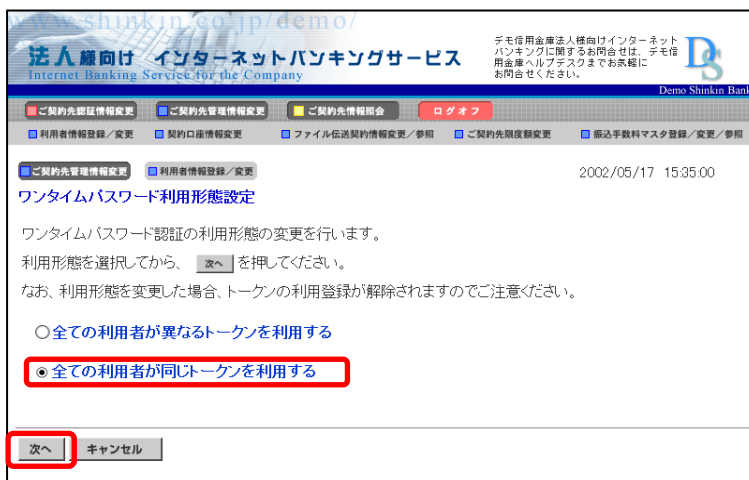 www.shinkin.co.jp/demo/
法人様向け インターネットバンキングサービス
Internet Banking Service for the Company
デモ信用金庫法人様向けインターネット
バンキングに関するお問合せは、デモ信
用金庫ヘルプデスクまでお気軽に
お問合せください。
DS
Demo Shinkin Bank
ご契約先認証情報変更 ご契約先管理情報変更 ご契約先情報照会 ログオフ
利用者情報登録／変更 契約口座情報変更 ファイル伝送契約情報変更／参照 ご契約先限度額変更 振込手数料マスタ登録／変更／参照
ご契約先管理情報変更 利用者情報登録／変更 2002/05/17 15:35:00
ワンタイムパスワード利用形態設定
ワンタイムパスワード認証の利用形態の変更を行います。
利用形態を選択してから、 次へ を押してください。
なお、利用形態を変更した場合、トークンの利用登録が解除されますのでご注意ください。
全ての利用者が異なるトークンを利用する
全ての利用者が同じトークンを利用する
次へ キャンセル